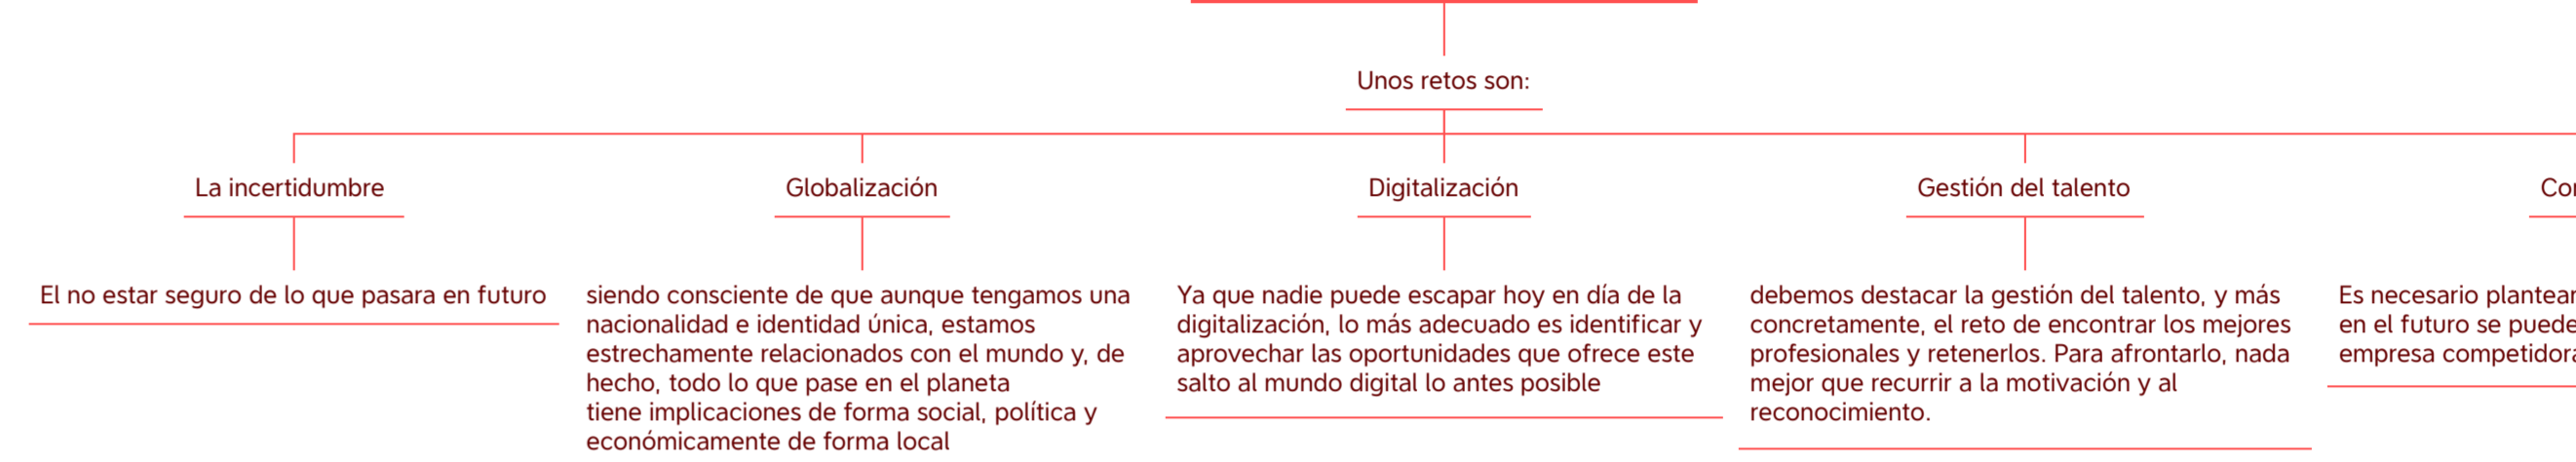 Unos retos son:
La incertidumbre
Globalización
Digitalización
Gestión del talento
El no estar seguro de lo que pasara en futuro
siendo consciente de que aunque tengamos una
nacionalidad e identidad única, estamos
estrechamente relacionados con el mundo y, de
hecho, todo lo que pase en el planeta
tiene implicaciones de forma social, política y
económicamente de forma local
Ya que nadie puede escapar hoy en día de la
digitalización, lo más adecuado es identificar y
aprovechar las oportunidades que ofrece este
salto al mundo digital lo antes posible
debemos destacar la gestión del talento, y más
concretamente, el reto de encontrar los mejores
profesionales y retenerlos. Para afrontarlo, nada
mejor que recurrir a la motivación y al
reconocimiento.
Es necesario
en el futuro se
empresa